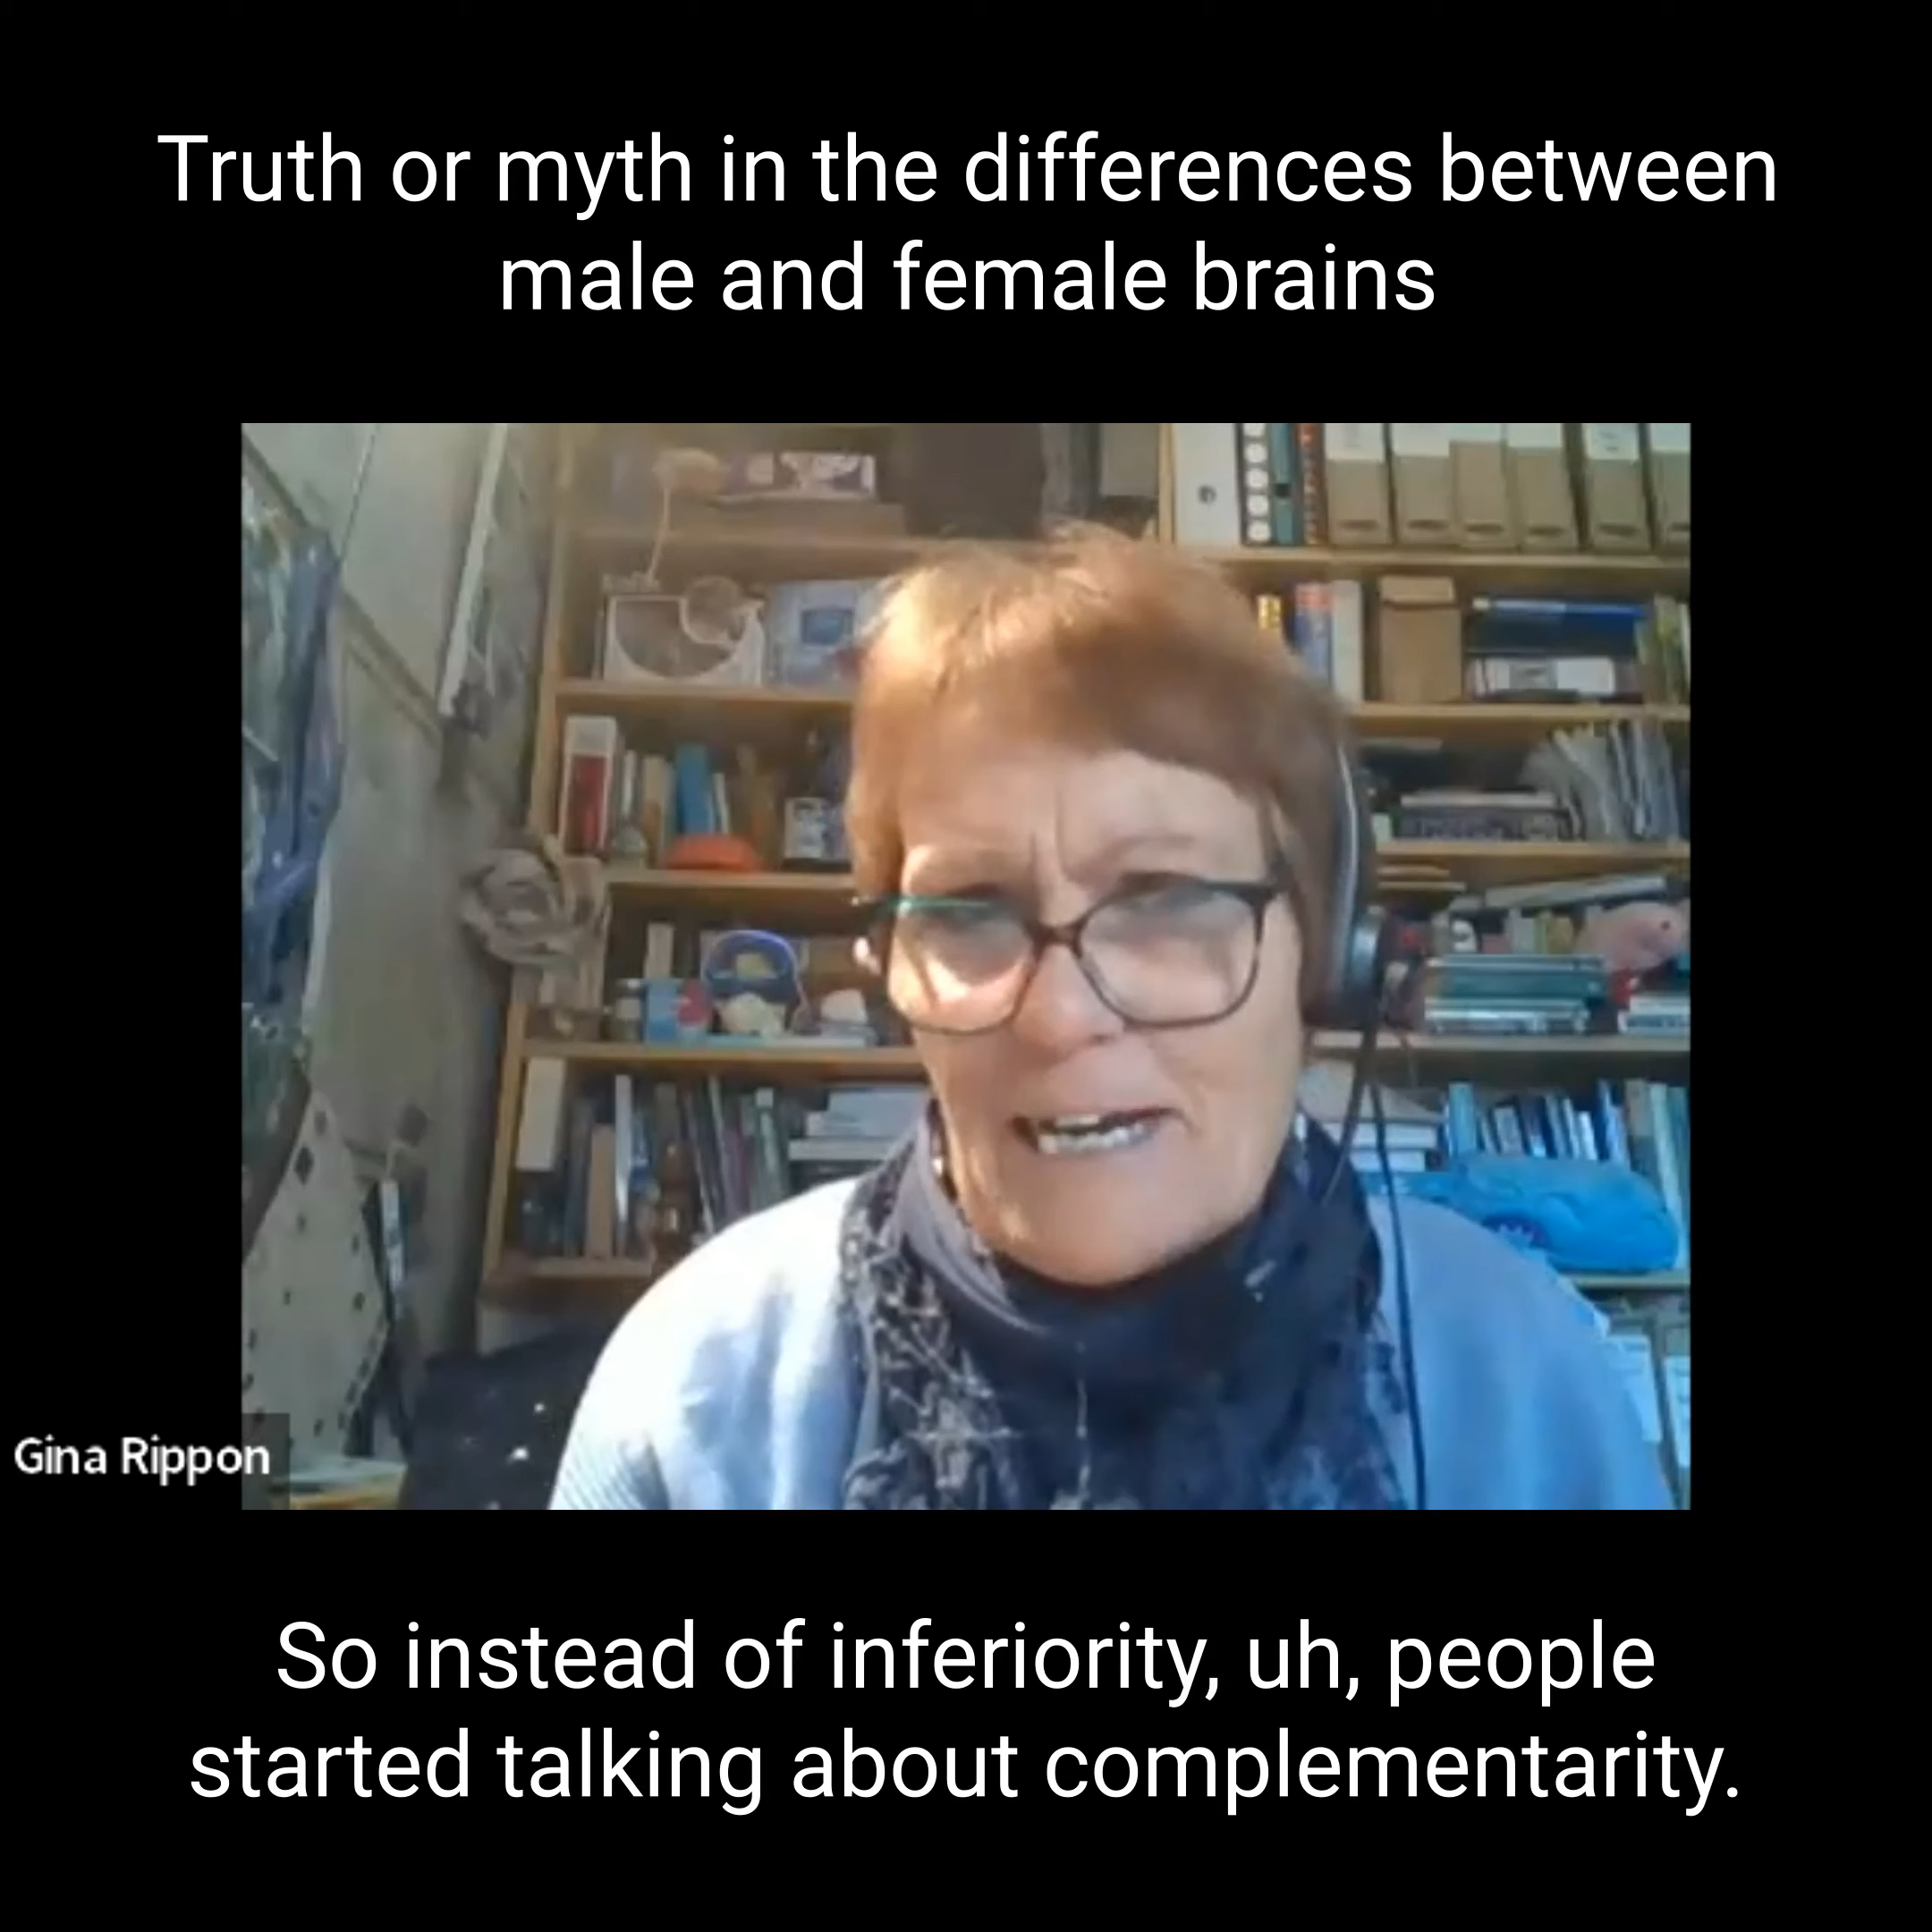 Truth or myth in the differences between
male and female brains
Gina Rippon
So instead of inferiority, uh, people
started talking about complementarity.